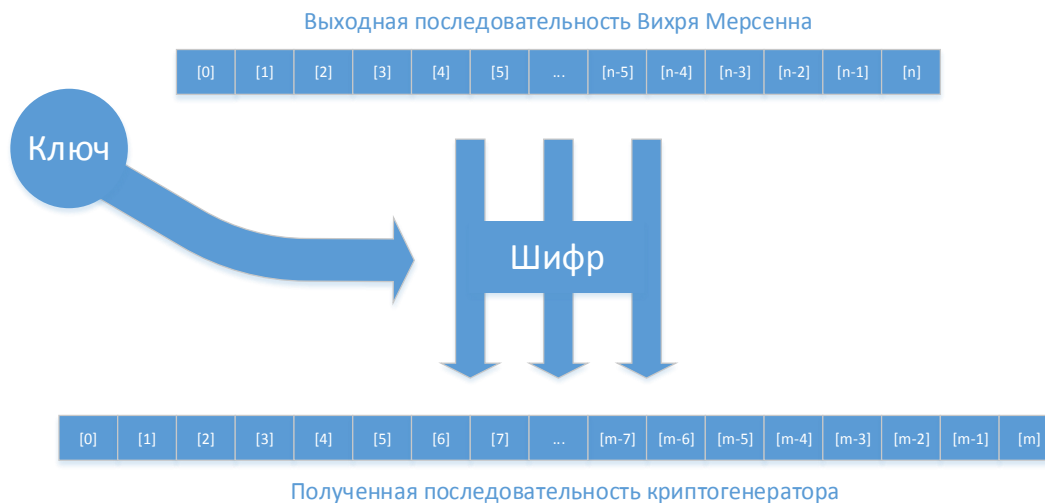 Выходная последовательность Вихря Мерсенна
[0] [1] [2] [3] [4] [5] ... [n-5] [n-4] [n-3] [n-2] [n-1] [n]
Ключ
Шифр
[0] [1] [2] [3] [4] [5] [6] [7] ... [m-7] [m-6] [m-5] [m-4] [m-3] [m-2] [m-1] [m]
Полученная последовательность криптогенератора